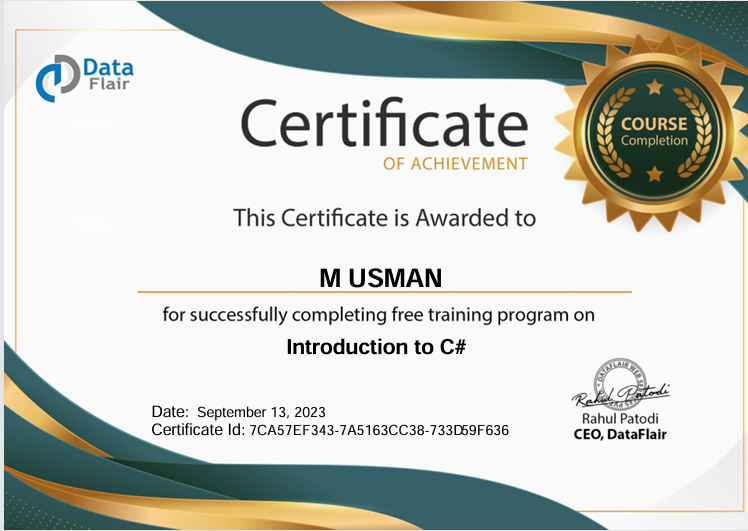 Data
Flair
Certificate
OF ACHIEVEMENT
COURSE
Completion
This Certificate is Awarded to
M USMAN
for successfully completing free training program on
Introduction to C#
Date: September 13, 2023
Certificate Id: 7CA57EF343-7A5163CC38-733D59F636
DATAFLAIR WEB SE
Rahul Patodi
Rahul Patodi
CEO, DataFlair